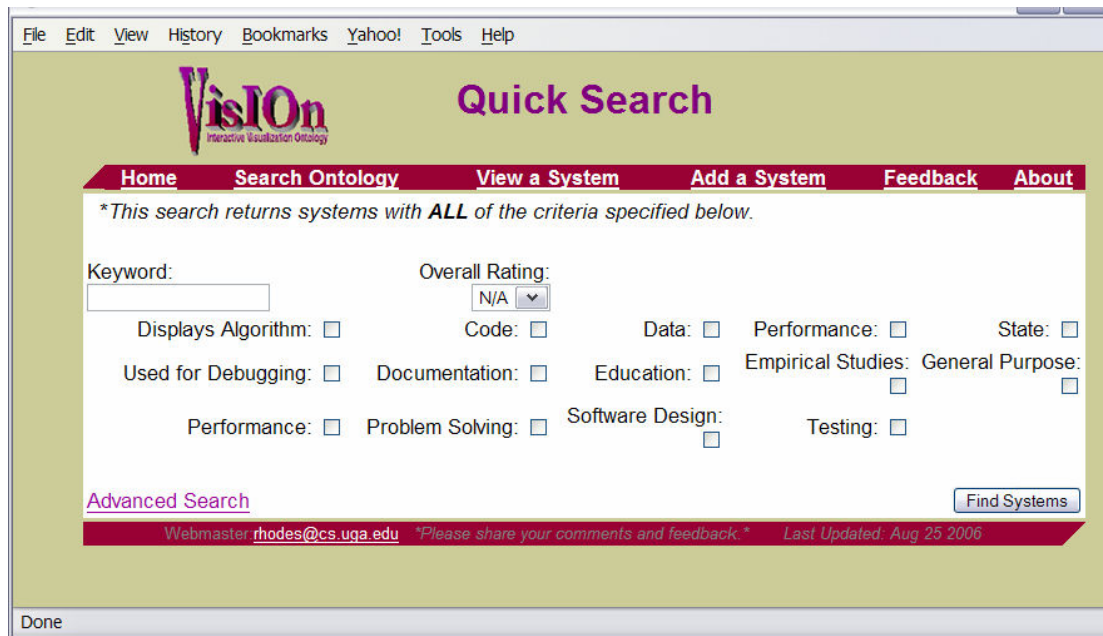 File Edit View History Bookmarks Yahoo! Tools Help
VisIOn
Interactive Visualization Ontology
Quick Search
Home Search Ontology View a System Add a System Feedback About
*This search returns systems with ALL of the criteria specified below.
Keyword: Overall Rating:
N/A
Displays Algorithm: Code: Data: Performance: State:
Used for Debugging: Documentation: Education: Empirical Studies: General Purpose:
Performance: Problem Solving: Software Design: Testing:
Advanced Search Find Systems
Webmaster:rhodes@cs.uga.edu *Please share your comments and feedback.* Last Updated: Aug 25 2006
Done